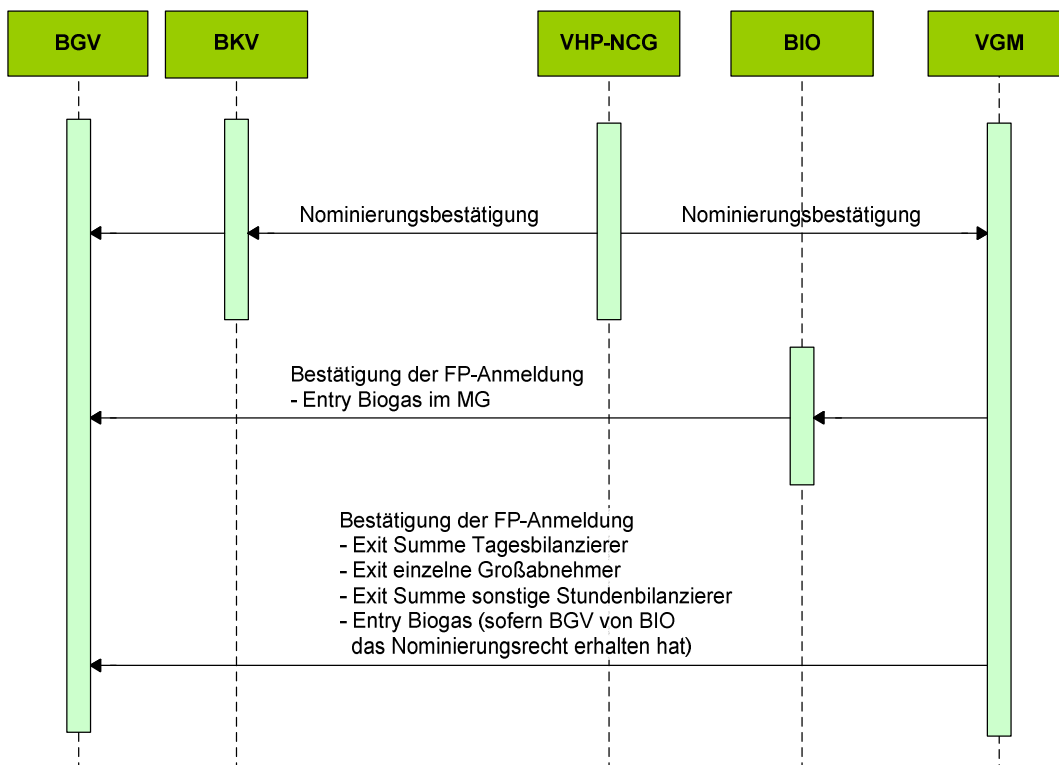 BGV
BKV
VHP-NCG
BIO
VGM
Nominierungsbestätigung
Nominierungsbestätigung
Bestätigung der FP-Anmeldung
- Entry Biogas im MG
Bestätigung der FP-Anmeldung
- Exit Summe Tagesbilanzierer
- Exit einzelne Großabnehmer
- Exit Summe sonstige Stundenbilanzierer
- Entry Biogas (sofern BGV von BIO
das Nominierungsrecht erhalten hat)